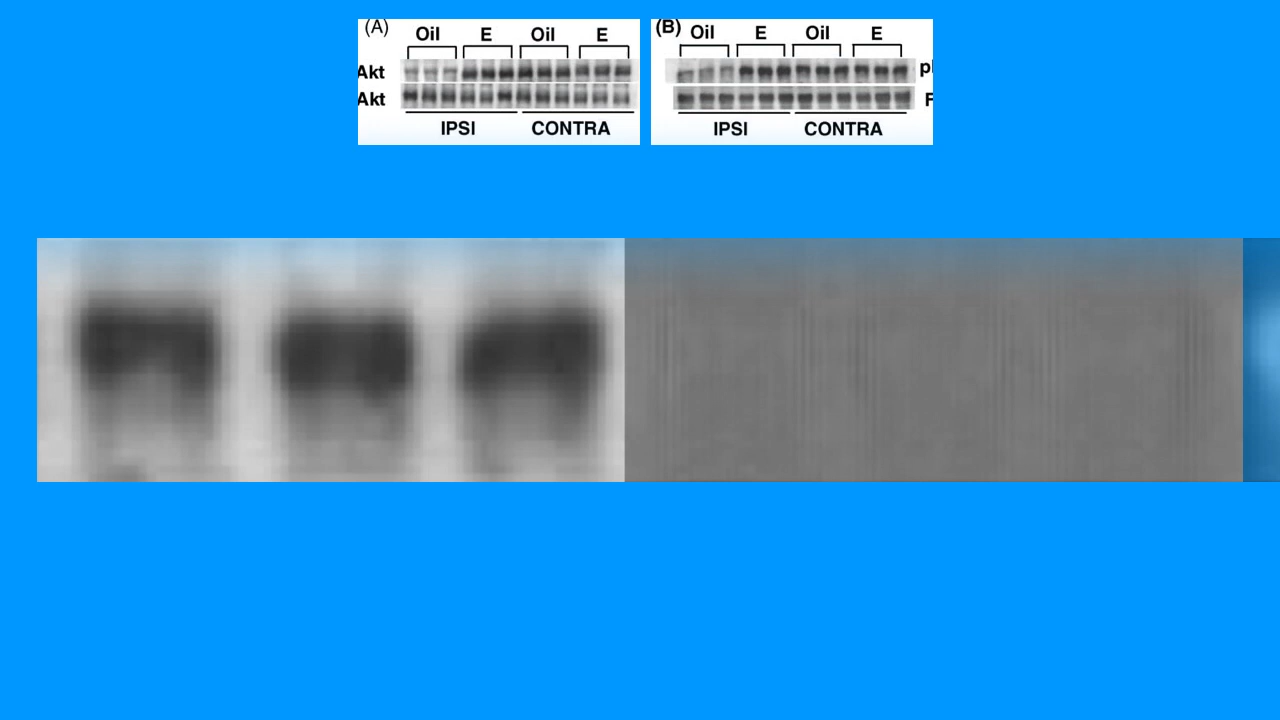 (A) Oil E Oil E
Akt
Akt
IPSI CONTRA
(B) Oil E Oil E
p
F
IPSI CONTRA